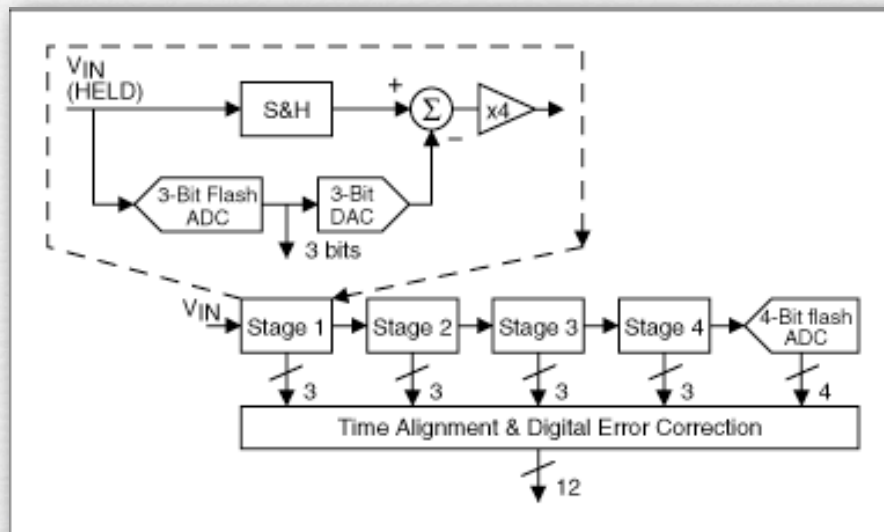 VIN
(HELD)
S&H
+
Σ
−
x4
3-Bit Flash
ADC
3-Bit
DAC
3 bits
VIN
Stage 1
Stage 2
Stage 3
Stage 4
4-Bit flash
ADC
3
3
3
3
4
Time Alignment & Digital Error Correction
12